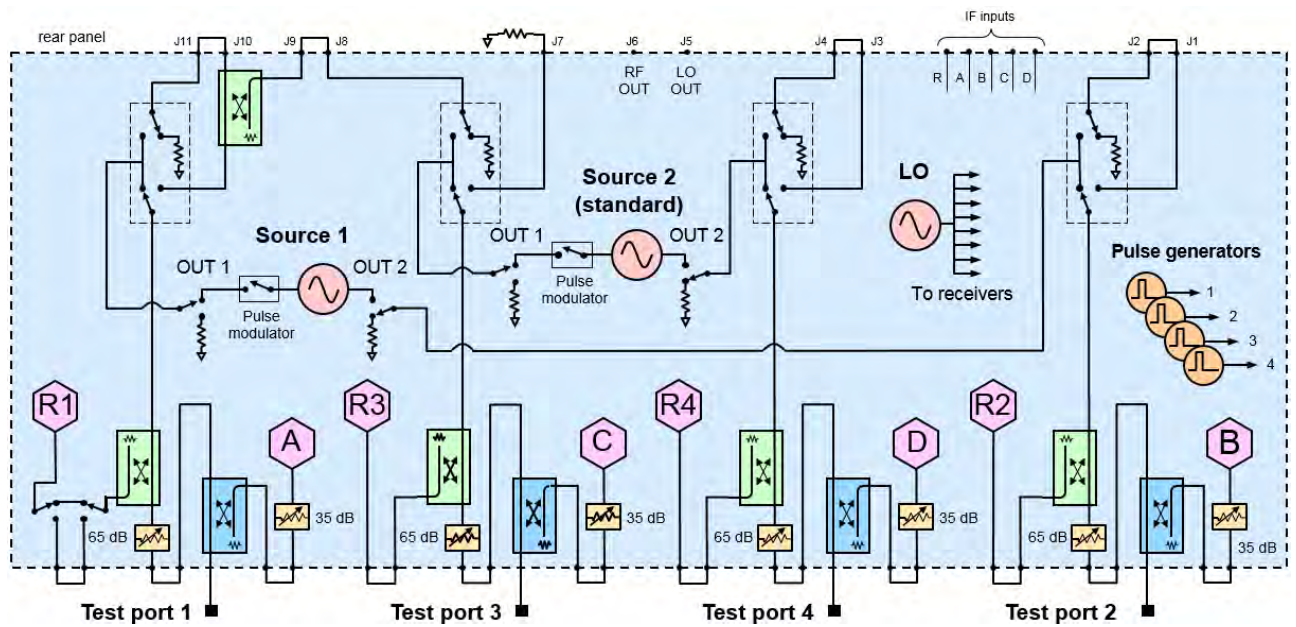 IF inputs
rear panel
J11
J10
J9
J8
J7
J6
J5
J4
J3
J2
J1
RF
OUT
LO
OUT
R
A
B
C
D
Source 1
OUT 1
OUT 2
Pulse
modulator
Source 2
(standard)
OUT 1
OUT 2
Pulse
modulator
LO
To receivers
Pulse generators
1
2
3
4
R1
A
R3
C
R4
D
R2
B
65 dB
35 dB
65 dB
35 dB
65 dB
35 dB
65 dB
35 dB
Test port 1
Test port 3
Test port 4
Test port 2